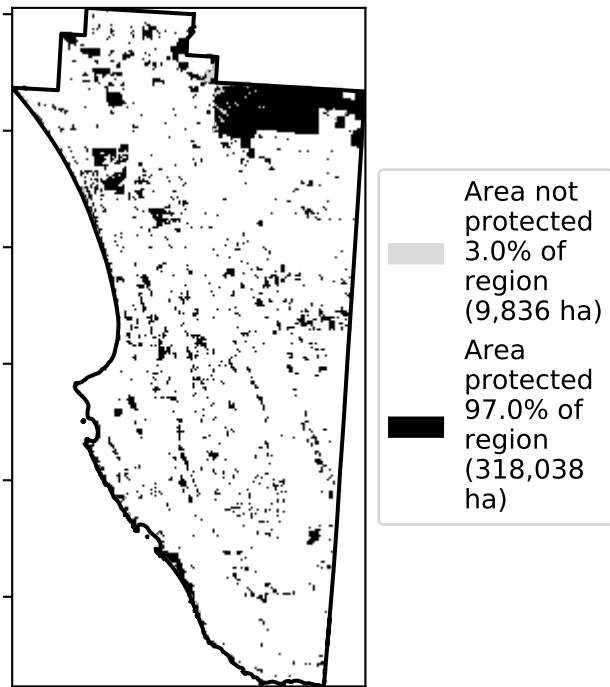 Area not
protected
3.0% of
region
(9,836 ha)
Area
protected
97.0% of
region
(318,038
ha)